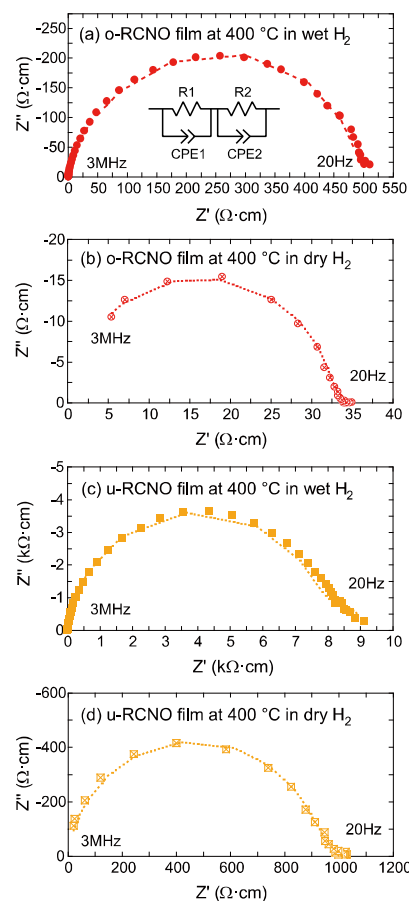 (a) o-RCNO film at 400 °C in wet H2
-200
-150
-100
-50
0
Z'' (Ω·cm)
R1 R2
CPE1 CPE2
3MHz
20Hz
0 50 100 150 200 250 300 350 400 450 500 550
Z' (Ω·cm)
(b) o-RCNO film at 400 °C in dry H2
-20
-15
-10
-5
0
Z'' (Ω·cm)
3MHz
20Hz
0 5 10 15 20 25 30 35 40
Z' (Ω·cm)
(c) u-RCNO film at 400 °C in wet H2
-5
-4
-3
-2
-1
0
Z'' (kΩ·cm)
3MHz
20Hz
0 1 2 3 4 5 6 7 8 9 10
Z' (kΩ·cm)
(d) u-RCNO film at 400 °C in dry H2
-600
-400
-200
0
Z'' (Ω·cm)
3MHz
20Hz
0 200 400 600 800 1000 1200
Z' (Ω·cm)